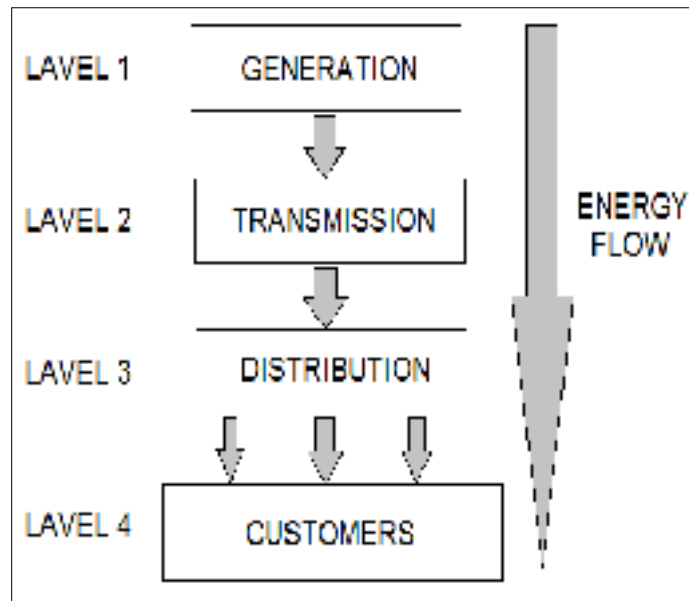 LAVEL 1
GENERATION
LAVEL 2
TRANSMISSION
ENERGY
FLOW
LAVEL 3
DISTRIBUTION
LAVEL 4
CUSTOMERS